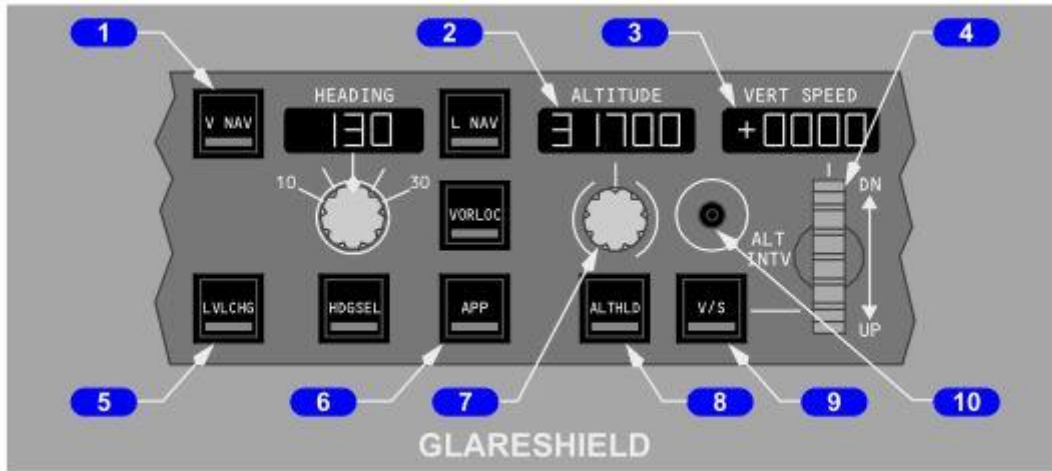 1 2 3 4
HEADING ALTITUDE VERT SPEED
V NAV 130 L NAV 31700 +0000
10 30 DN
VORLOC
ALT
INTV
LVLCHG HDGSEL APP ALTHLD V/S
UP
5 6 7 8 9 10
GLARESHIELD